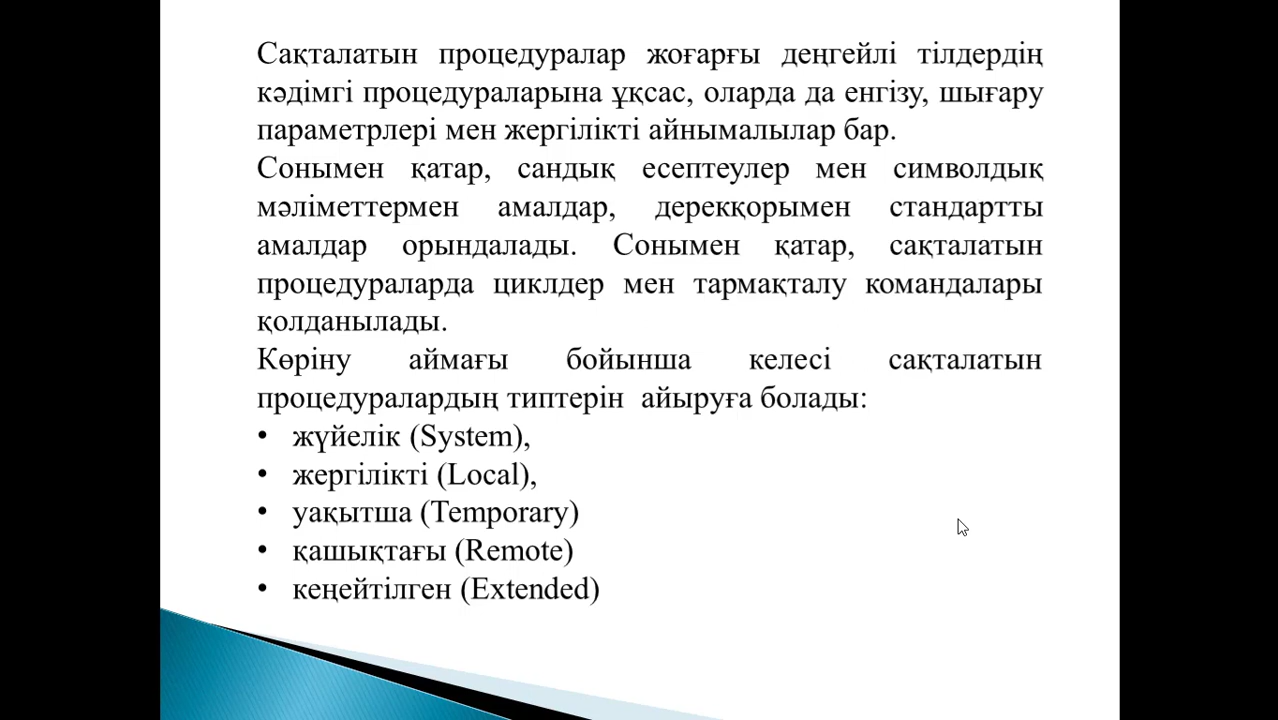 Сақталатын процедуралар жоғарғы деңгейлі тілдердің
кәдімгі процедураларына ұқсас, оларда да енгізу, шығару
параметрлері мен жергілікті айнымалылар бар.
Сонымен қатар, сандық есептеулер мен символдық
мәліметтермен амалдар, дерекқорымен стандартты
амалдар орындалады. Сонымен қатар, сақталатын
процедураларда циклдер мен тармақталу командалары
қолданылады.
Көріну аймағы бойынша келесі сақталатын
процедуралардың типтерін айыруға болады:
• жүйелік (System),
• жергілікті (Local),
• уақытша (Temporary)
• қашықтағы (Remote)
• кеңейтілген (Extended)